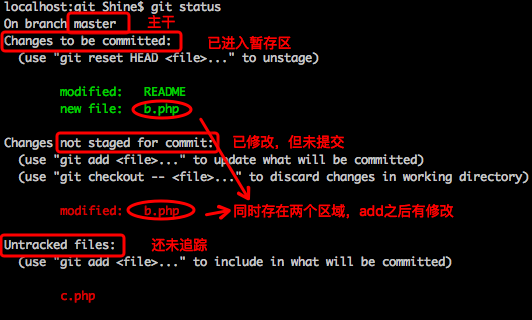 localhost:git Shine$ git status
On branch master 主干
Changes to be committed: 已进入暂存区
(use "git reset HEAD <file>..." to unstage)
modified: README
new file: b.php
Changes not staged for commit: 已修改，但未提交
(use "git add <file>..." to update what will be committed)
(use "git checkout -- <file>..." to discard changes in working directory)
modified: b.php 同时存在两个区域，add之后有修改
Untracked files: 还未追踪
(use "git add <file>..." to include in what will be committed)
c.php